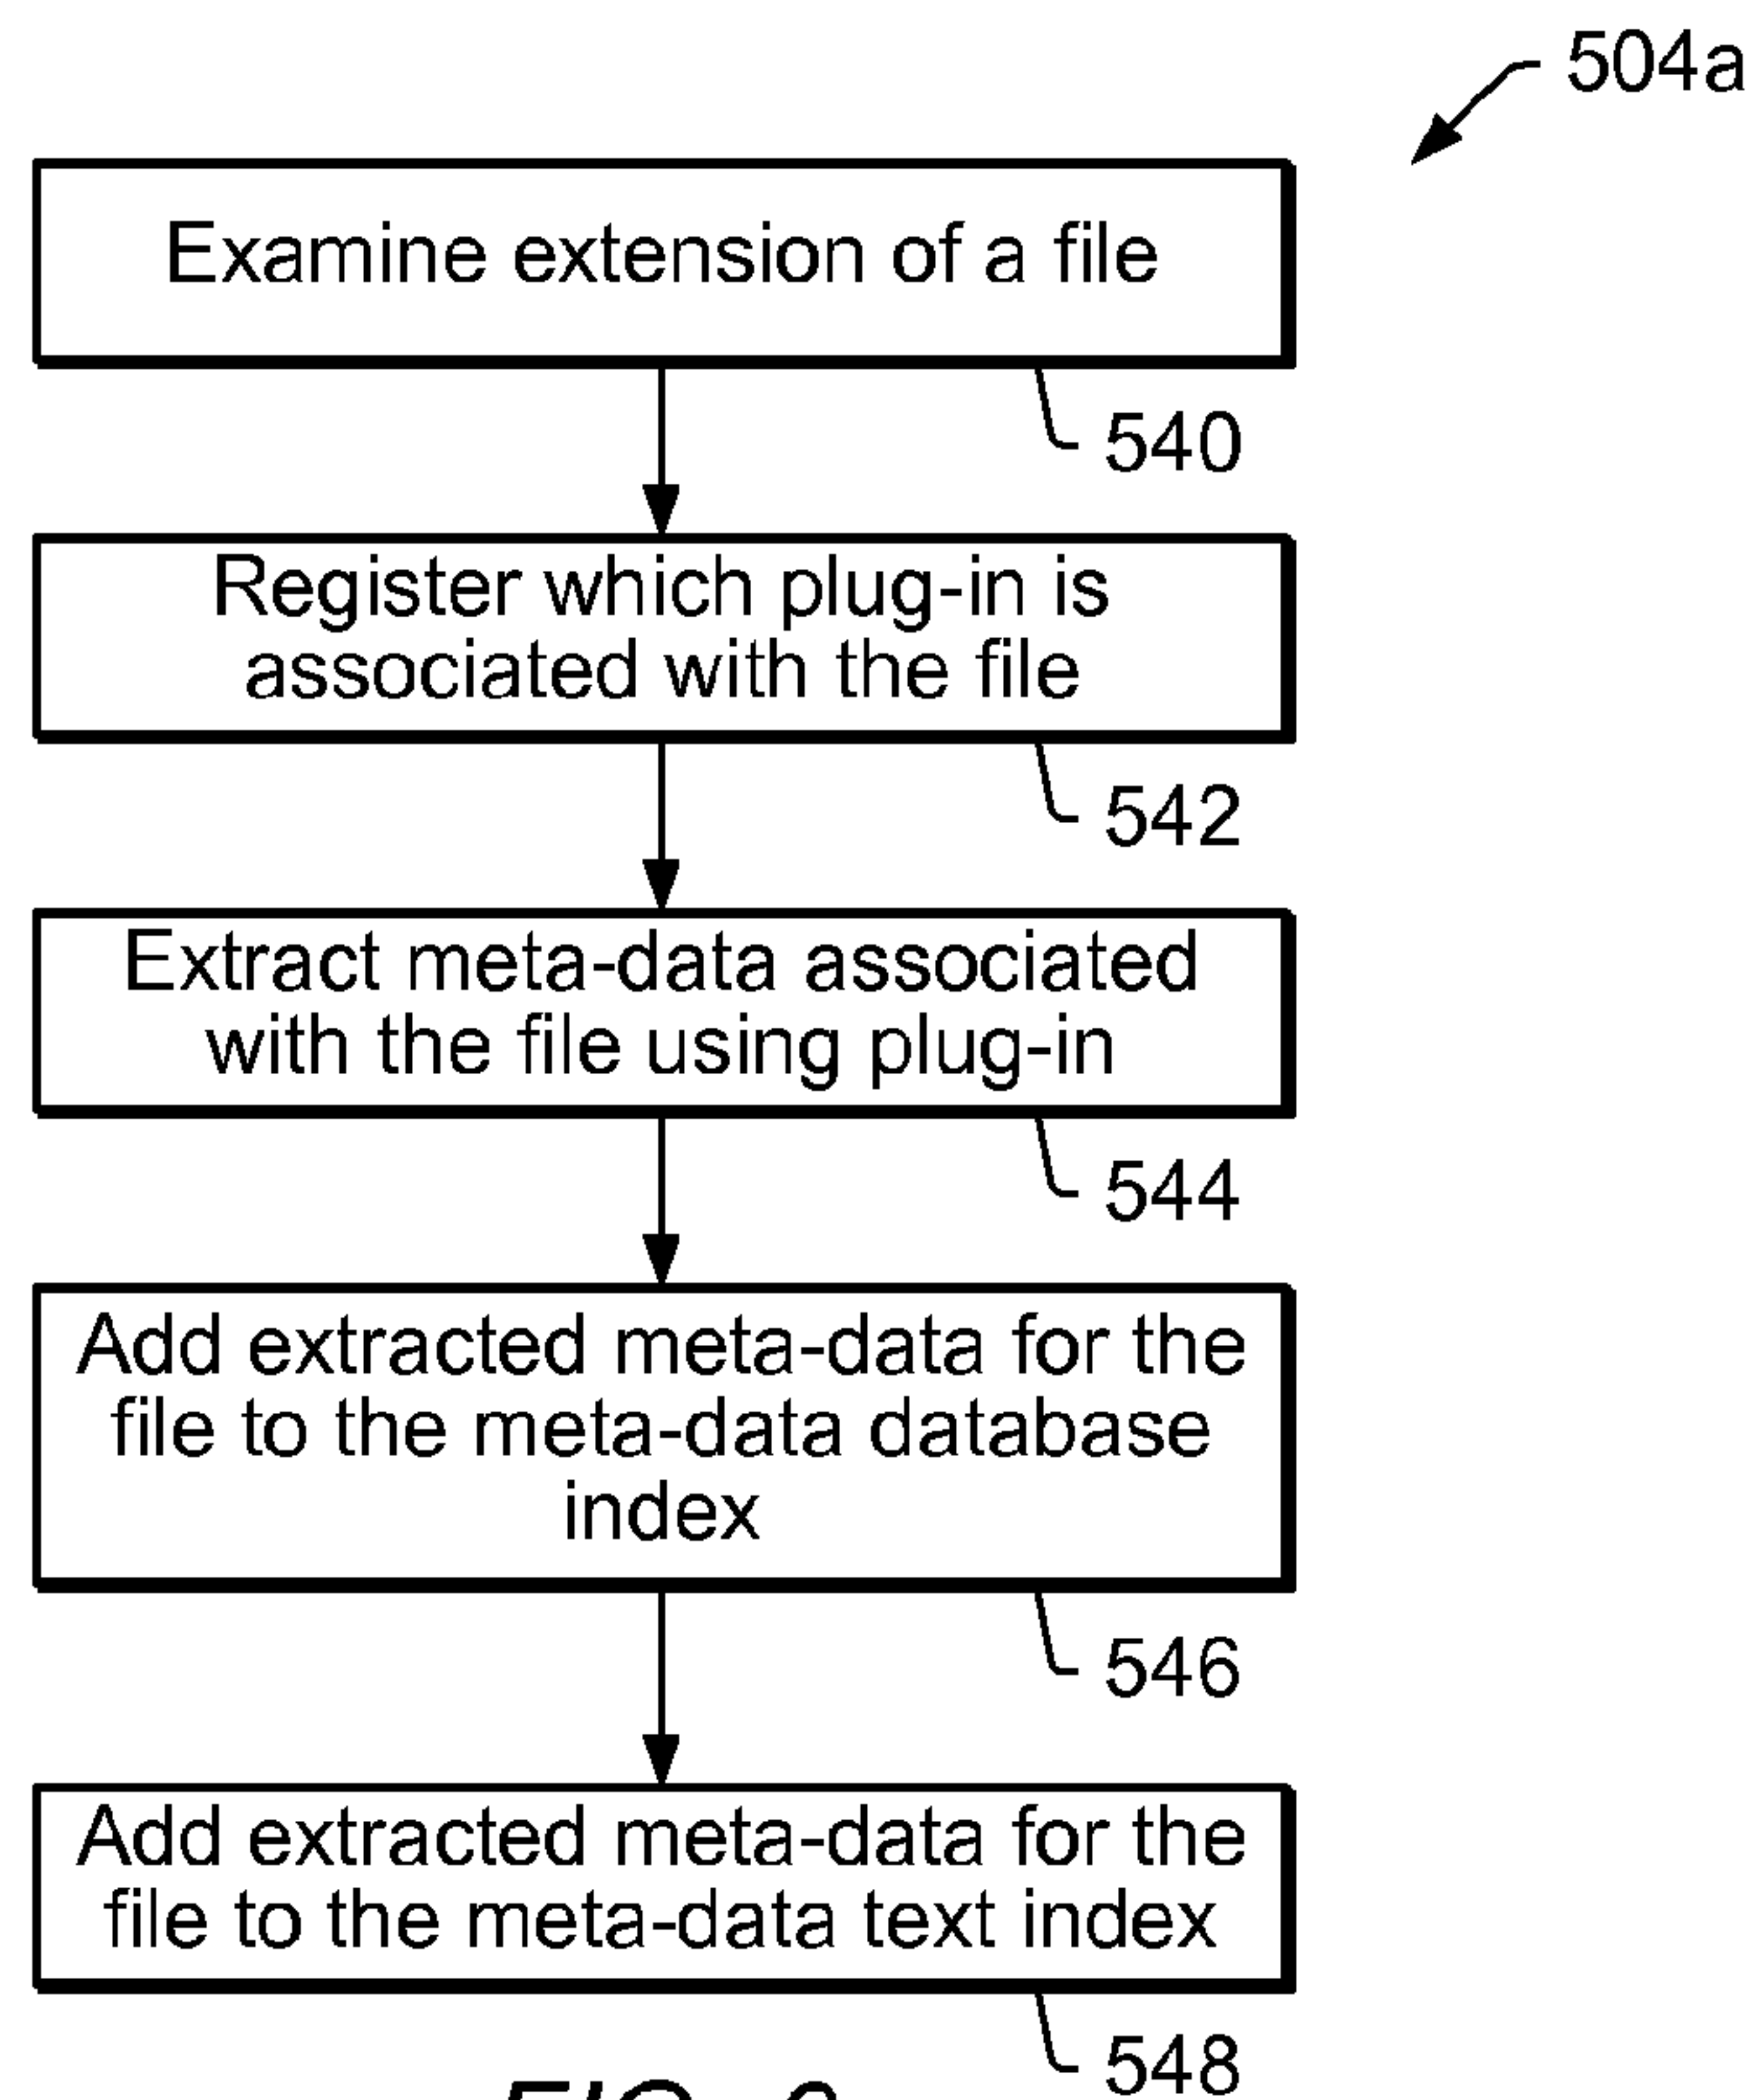 504a
Examine extension of a file
540
Register which plug-in is
associated with the file
542
Extract meta-data associated
with the file using plug-in
544
Add extracted meta-data for the
file to the meta-data database
index
546
Add extracted meta-data for the
file to the meta-data text index
548